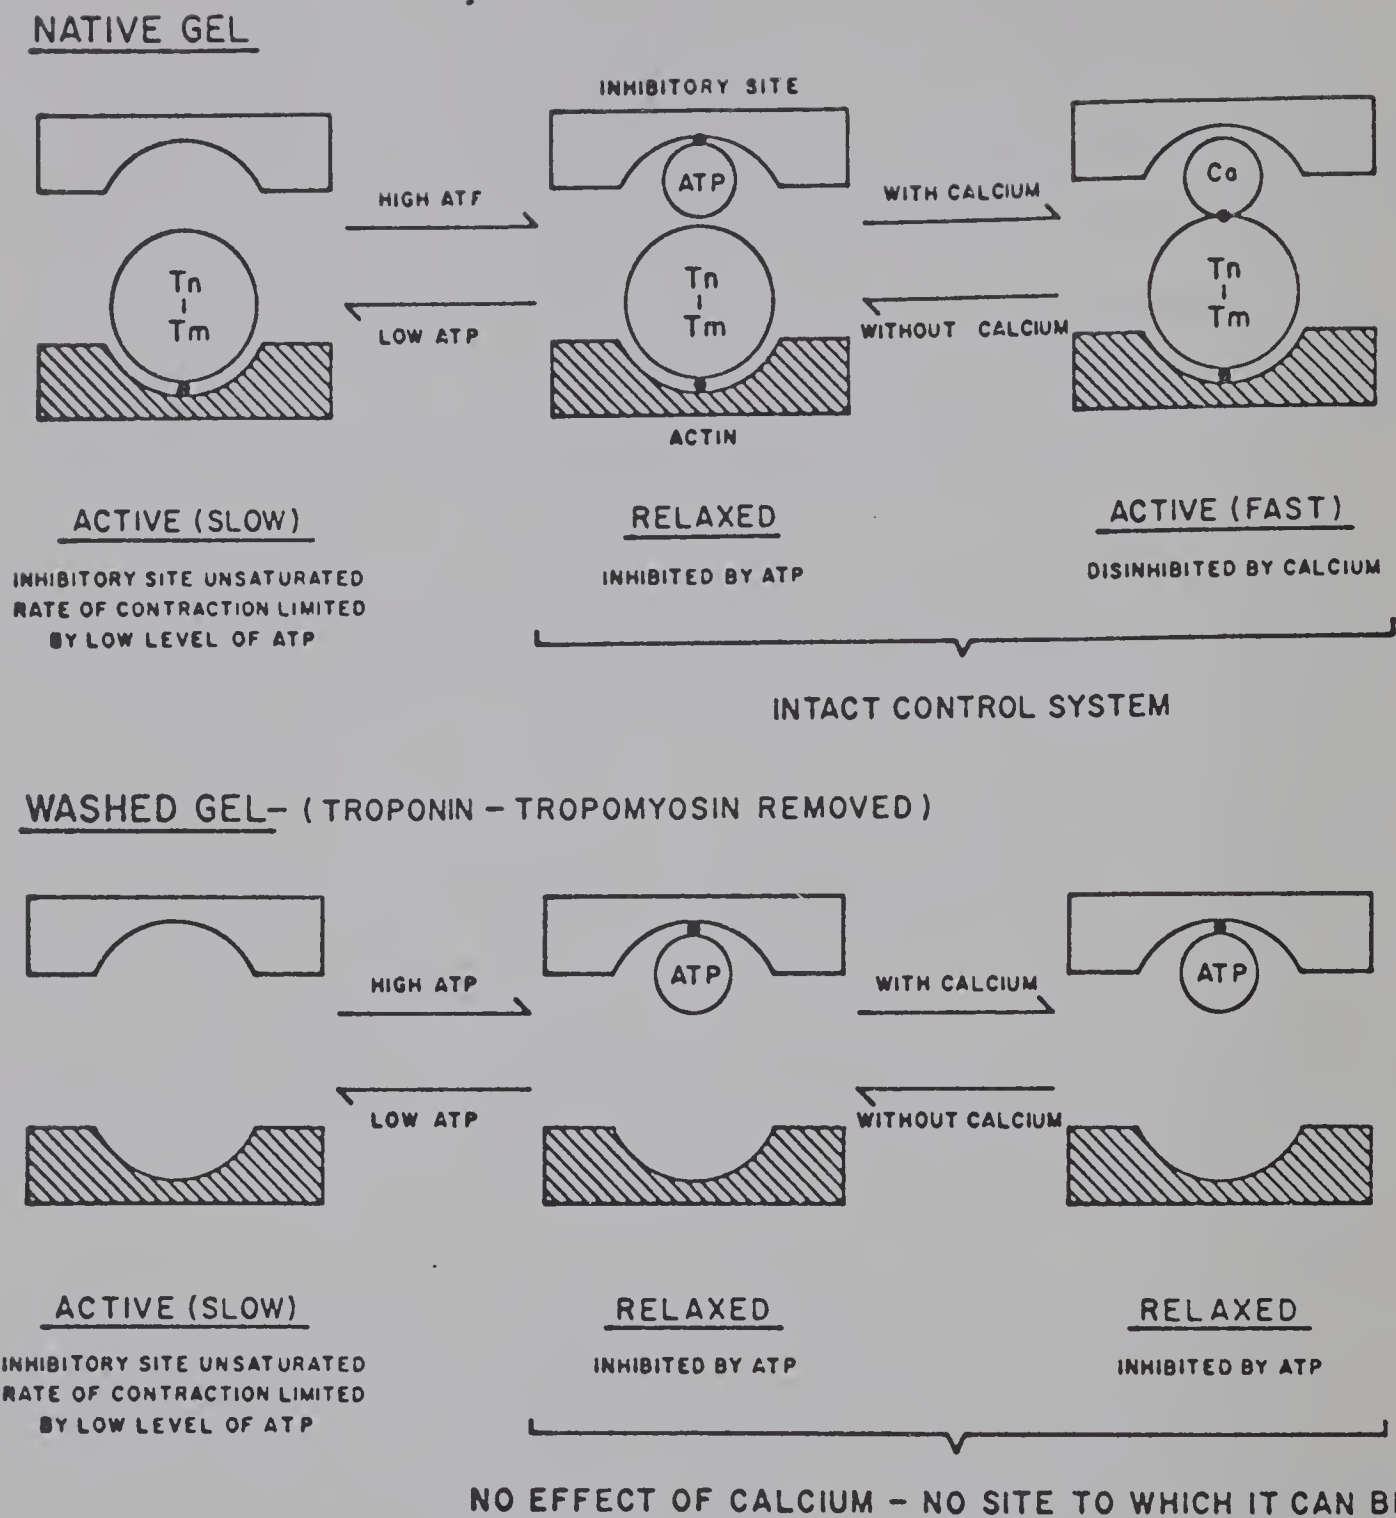 NATIVE GEL
INHIBITORY SITE
HIGH ATF
LOW ATP
ATP
WITH CALCIUM
WITHOUT CALCIUM
Ca
Tn
Tm
Tn
Tm
Tn
Tm
ACTIN
ACTIVE (SLOW)
INHIBITORY SITE UNSATURATED
RATE OF CONTRACTION LIMITED
BY LOW LEVEL OF ATP
RELAXED
INHIBITED BY ATP
ACTIVE (FAST)
DISINHIBITED BY CALCIUM
INTACT CONTROL SYSTEM
WASHED GEL - (TROPONIN - TROPOMYOSIN REMOVED)
HIGH ATP
LOW ATP
ATP
WITH CALCIUM
WITHOUT CALCIUM
ATP
ACTIVE (SLOW)
INHIBITORY SITE UNSATURATED
RATE OF CONTRACTION LIMITED
BY LOW LEVEL OF ATP
RELAXED
INHIBITED BY ATP
RELAXED
INHIBITED BY ATP
NO EFFECT OF CALCIUM - NO SITE TO WHICH IT CAN